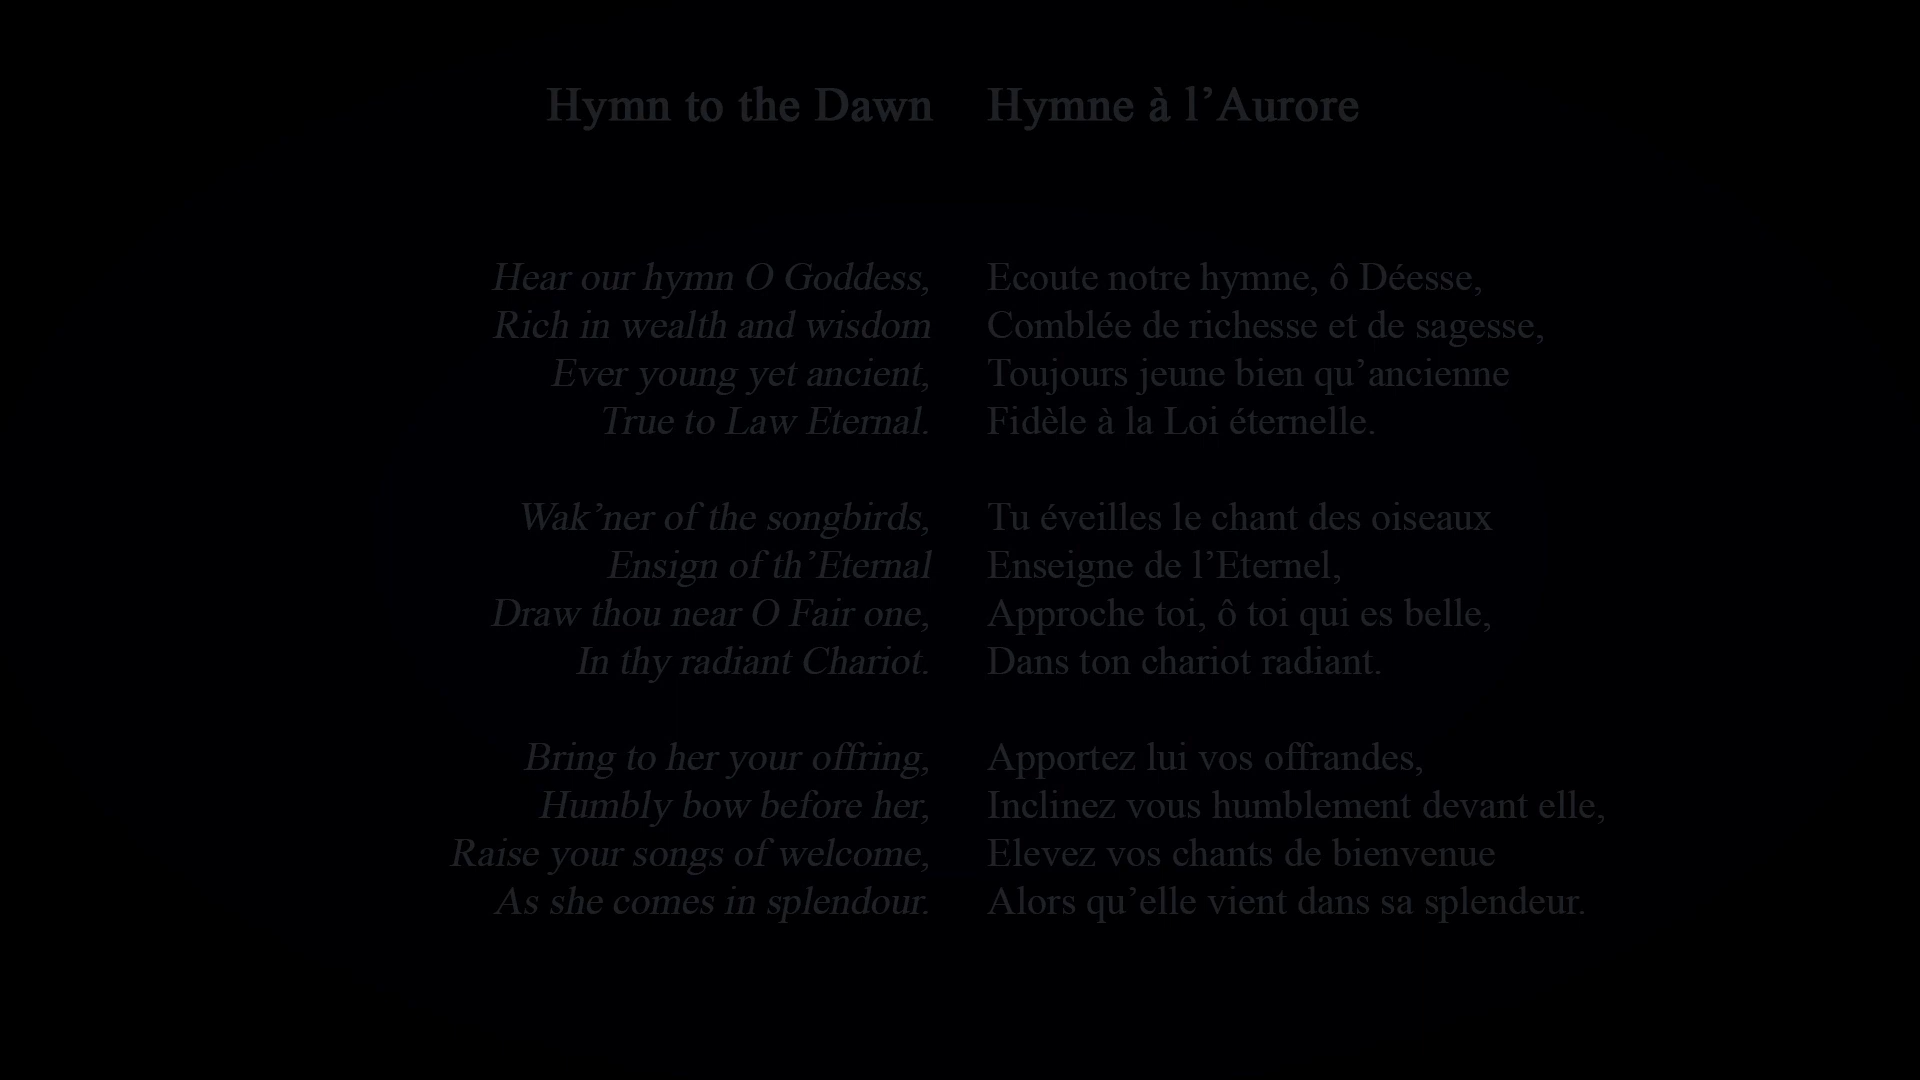 Hymn to the Dawn
Hear our hymn O Goddess,
Rich in wealth and wisdom
Ever young yet ancient,
True to Law Eternal.
Wak’ner of the songbirds,
Ensign of th’Eternal
Draw thou near O Fair one,
In thy radiant Chariot.
Bring to her your offring,
Humbly bow before her,
Raise your songs of welcome,
As she comes in splendour.
Hymne à l’Aurore
Ecoute notre hymne, ô Déesse,
Comblée de richesse et de sagesse,
Toujours jeune bien qu’ancienne
Fidèle à la Loi éternelle.
Tu éveilles le chant des oiseaux
Enseigne de l’Eternel,
Approche toi, ô toi qui es belle,
Dans ton chariot radiant.
Apportez lui vos offrandes,
Inclinez vous humblement devant elle,
Elevez vos chants de bienvenue
Alors qu’elle vient dans sa splendeur.